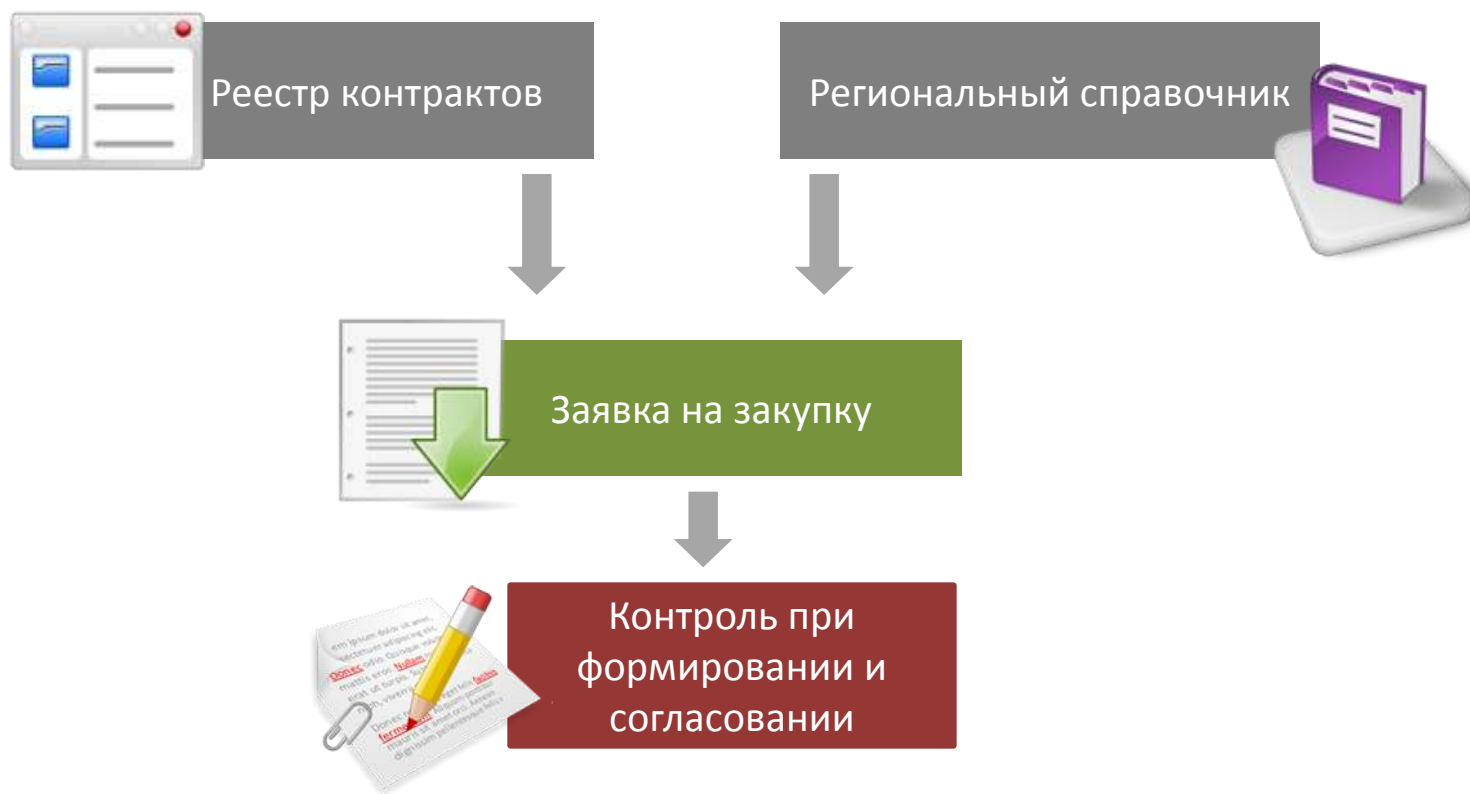 Реестр контрактов
Региональный справочник
Заявка на закупку
Контроль при
формировании и
согласовании